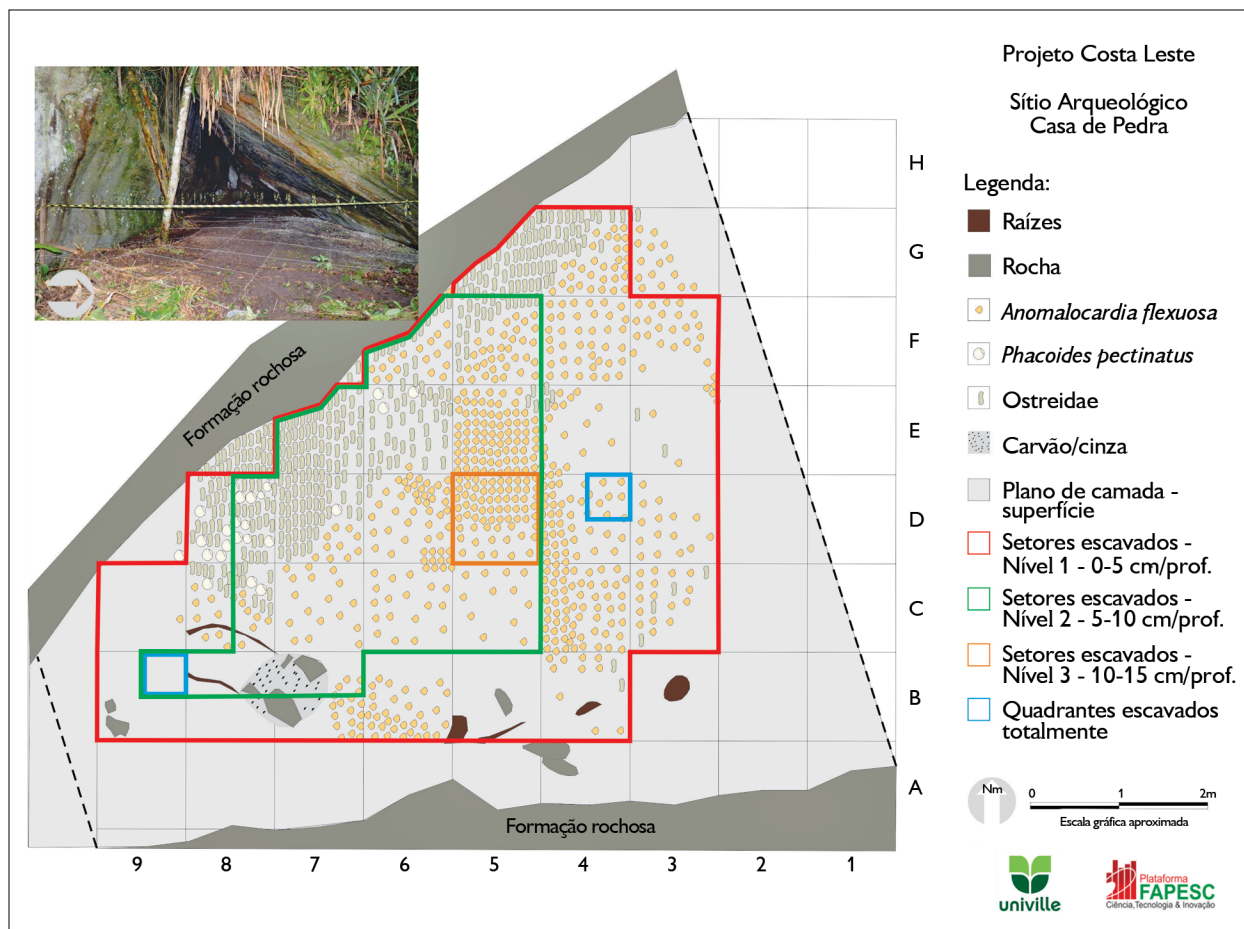 Projeto Costa Leste
Sítio Arqueológico
Casa de Pedra
Legenda:
Raízes
Rocha
Anomalocardia flexuosa
Phacoides pectinatus
Ostreidae
Carvão/cinza
Plano de camada -
superfície
Setores escavados -
Nível 1 - 0-5 cm/prof.
Setores escavados -
Nível 2 - 5-10 cm/prof.
Setores escavados -
Nível 3 - 10-15 cm/prof.
Quadrantes escavados
totalmente
Nm
0 1 2m
Escala gráfica aproximada
univille
Plataforma
FAPESC
Ciência, Tecnologia & Inovação
Formação rochosa
Formação rochosa
H
G
F
E
D
C
B
A
9 8 7 6 5 4 3 2 1